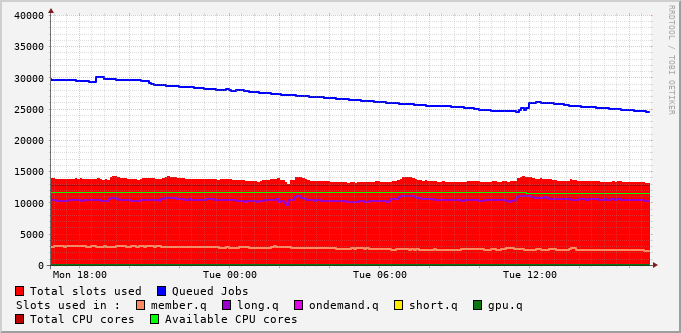 40000
35000
30000
25000
20000
15000
10000
5000
0
Mon 18:00 Tue 00:00 Tue 06:00 Tue 12:00
Total slots used Queued Jobs
Slots used in : member.q long.q ondemand.q short.q gpu.q
Total CPU cores Available CPU cores
RRDTOOL / TOBI OETIKER